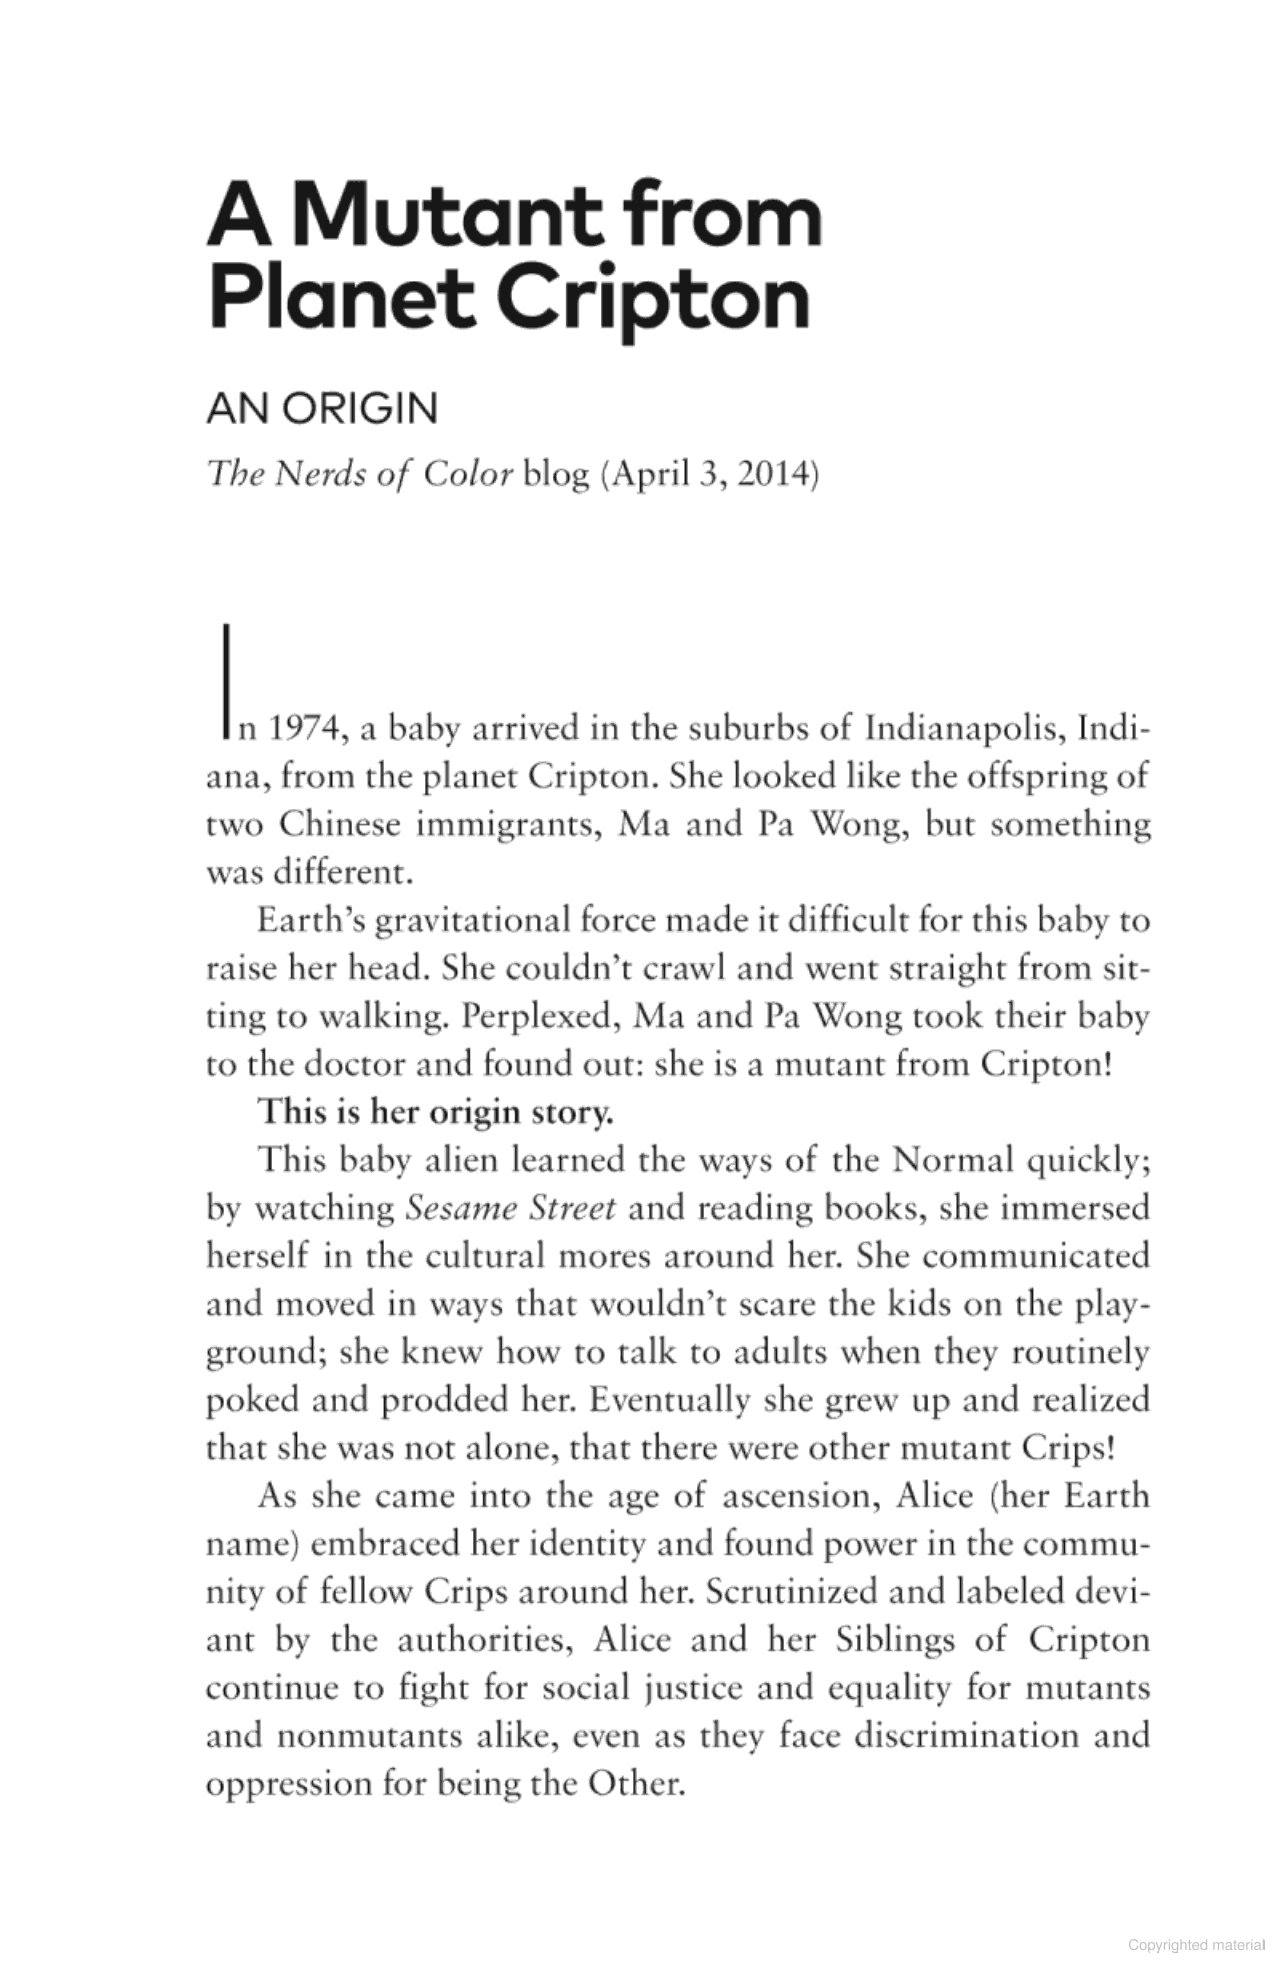 A Mutant from
Planet Cripton
AN ORIGIN
The Nerds of Color blog (April 3, 2014)
In 1974, a baby arrived in the suburbs of Indianapolis, Indi-
ana, from the planet Cripton. She looked like the offspring of
two Chinese immigrants, Ma and Pa Wong, but something
was different.
Earth’s gravitational force made it difficult for this baby to
raise her head. She couldn’t crawl and went straight from sit-
ting to walking. Perplexed, Ma and Pa Wong took their baby
to the doctor and found out: she is a mutant from Cripton!
This is her origin story.
This baby alien learned the ways of the Normal quickly;
by watching Sesame Street and reading books, she immersed
herself in the cultural mores around her. She communicated
and moved in ways that wouldn’t scare the kids on the play-
ground; she knew how to talk to adults when they routinely
poked and prodded her. Eventually she grew up and realized
that she was not alone, that there were other mutant Crips!
As she came into the age of ascension, Alice (her Earth
name) embraced her identity and found power in the commu-
nity of fellow Crips around her. Scrutinized and labeled devi-
ant by the authorities, Alice and her Siblings of Cripton
continue to fight for social justice and equality for mutants
and nonmutants alike, even as they face discrimination and
oppression for being the Other.
Copyrighted material